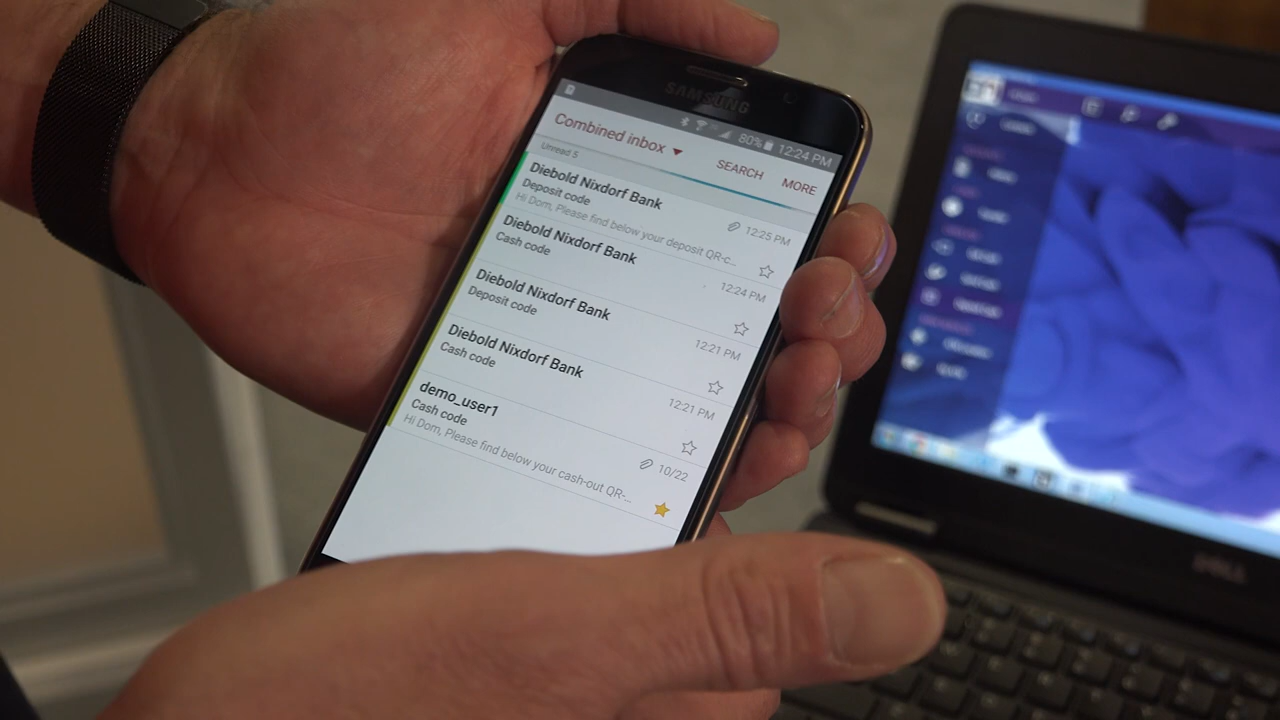 SAMSUNG
80% 12:24 PM
Combined inbox
SEARCH MORE
Unread 5
Diebold Nixdorf Bank
Deposit code
12:25 PM
Hi Dom, Please find below your deposit QR-c...
Diebold Nixdorf Bank
Cash code
12:24 PM
Diebold Nixdorf Bank
Deposit code
12:21 PM
Diebold Nixdorf Bank
Cash code
12:21 PM
demo_user1
Cash code
10/22
Hi Dom, Please find below your cash-out QR-...
DELL